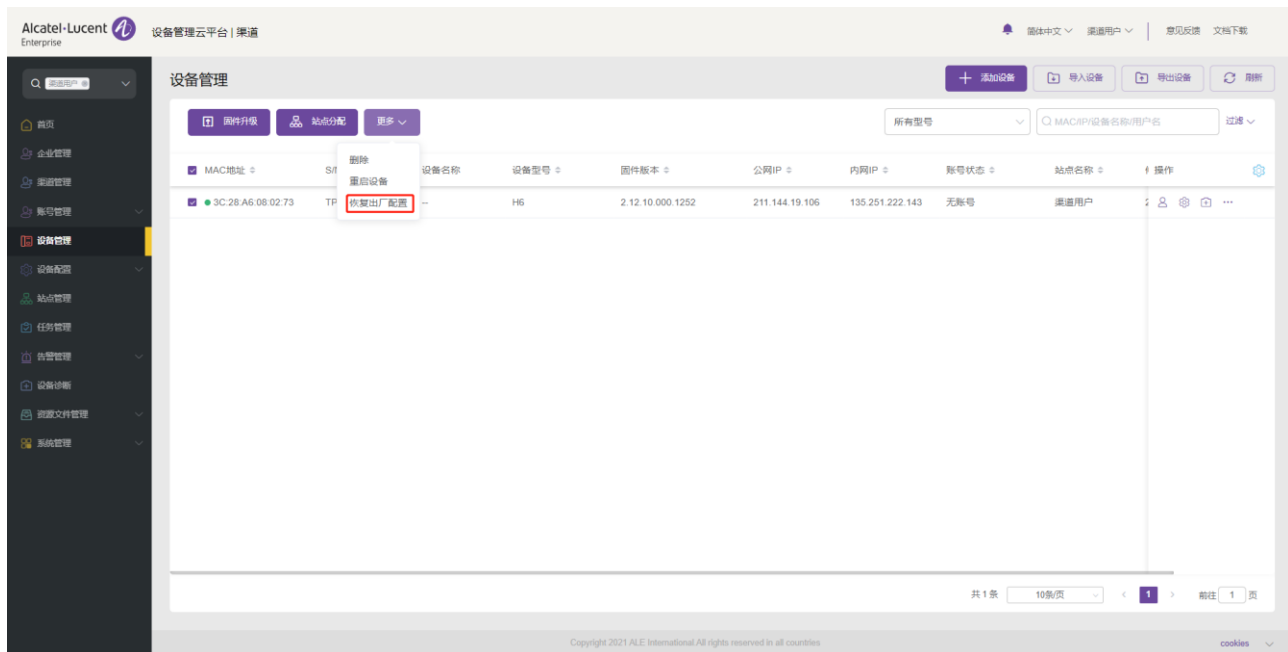 Alcatel·Lucent
Enterprise
设备管理云平台 | 渠道
简体中文 渠道用户 意见反馈 文档下载
渠道用户
首页
企业管理
渠道管理
账号管理
设备管理
设备配置
站点管理
任务管理
告警管理
设备诊断
资源文件管理
系统管理
设备管理
添加设备 导入设备 导出设备 刷新
固件升级 站点分配 更多 所有型号 MAC/IP/设备名称/用户名 过滤
删除
重启设备
恢复出厂配置
MAC地址 设备名称 设备型号 固件版本 公网IP 内网IP 账号状态 站点名称 操作
3C:28:A6:08:02:73 TP -- H6 2.12.10.000.1252 211.144.19.106 135.251.222.143 无账号 渠道用户 ...
共 1 条 10条/页 < 1 > 前往 1 页
Copyright 2021 ALE International.All rights reserved in all countries
cookies